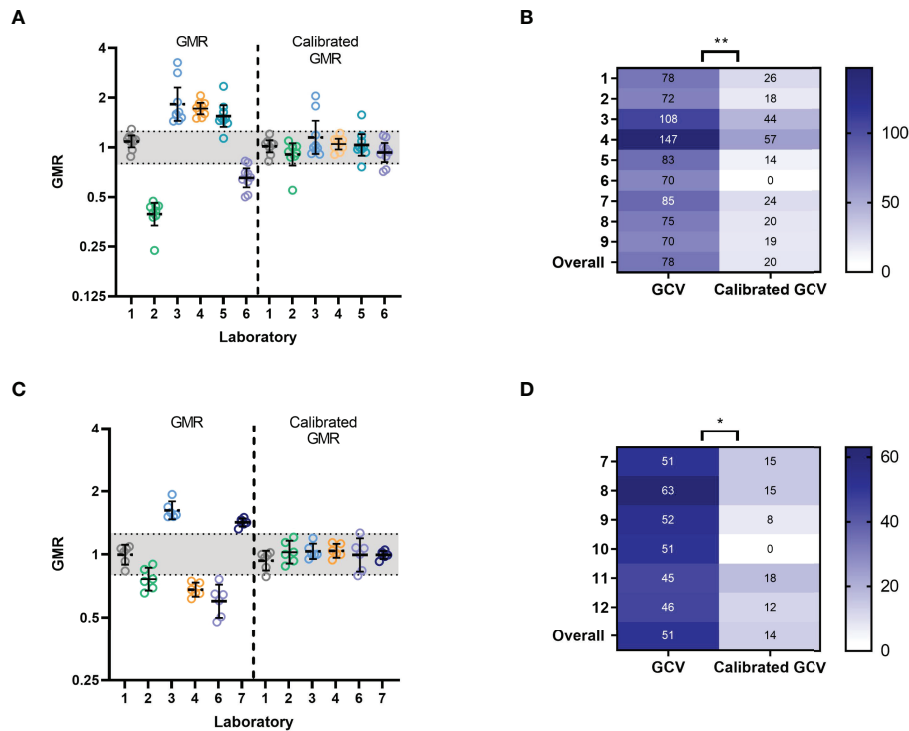 A
GMR
Calibrated
GMR
4
2
1
0.5
0.25
0.125
GMR
1 2 3 4 5 6 1 2 3 4 5 6
Laboratory
B
**
1 78 26
2 72 18
3 108 44
4 147 57
5 83 14
6 70 0
7 85 24
8 75 20
9 70 19
Overall 78 20
GCV Calibrated GCV
100
50
0
C
GMR
Calibrated
GMR
4
2
1
0.5
0.25
GMR
1 2 3 4 6 7 1 2 3 4 6 7
Laboratory
D
*
7 51 15
8 63 15
9 52 8
10 51 0
11 45 18
12 46 12
Overall 51 14
GCV Calibrated GCV
60
40
20
0